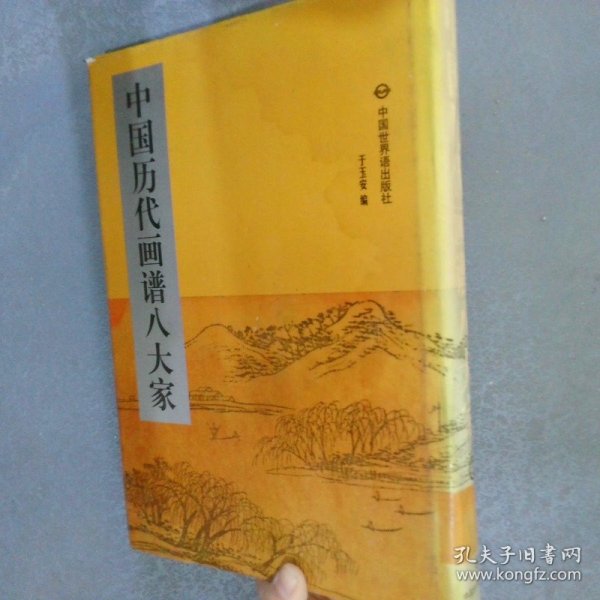 中国历代画谱八大家
中国世界语出版社
于玉安 编
孔夫子旧书网
www.kongfz.com